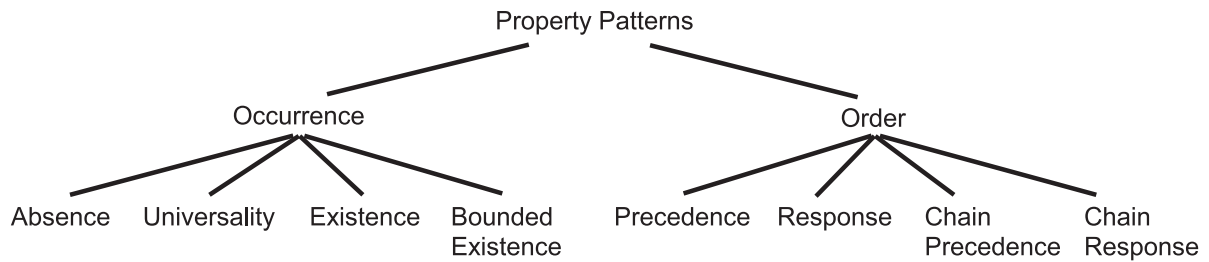 Property Patterns
Occurrence
Order
Absence
Universality
Existence
Bounded
Existence
Precedence
Response
Chain
Precedence
Chain
Response